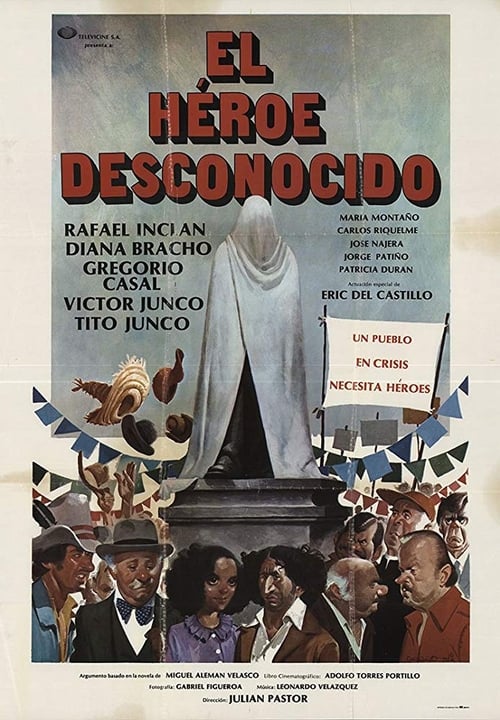 TELEVICINE S.A.
presenta a:
EL
HÉROE
DESCONOCIDO
RAFAEL INCLAN
DIANA BRACHO
GREGORIO
CASAL
VICTOR JUNCO
TITO JUNCO
MARIA MONTAÑO
CARLOS RIQUELME
JOSE NAJERA
JORGE PATIÑO
PATRICIA DURAN
Actuación especial de
ERIC DEL CASTILLO
UN PUEBLO
EN CRISIS
NECESITA HÉROES
Argumento basado en la novela de MIGUEL ALEMAN VELASCO Libro Cinematográfico: ADOLFO TORRES PORTILLO
Fotografía: GABRIEL FIGUEROA Música: LEONARDO VELAZQUEZ
Dirección: JULIAN PASTOR